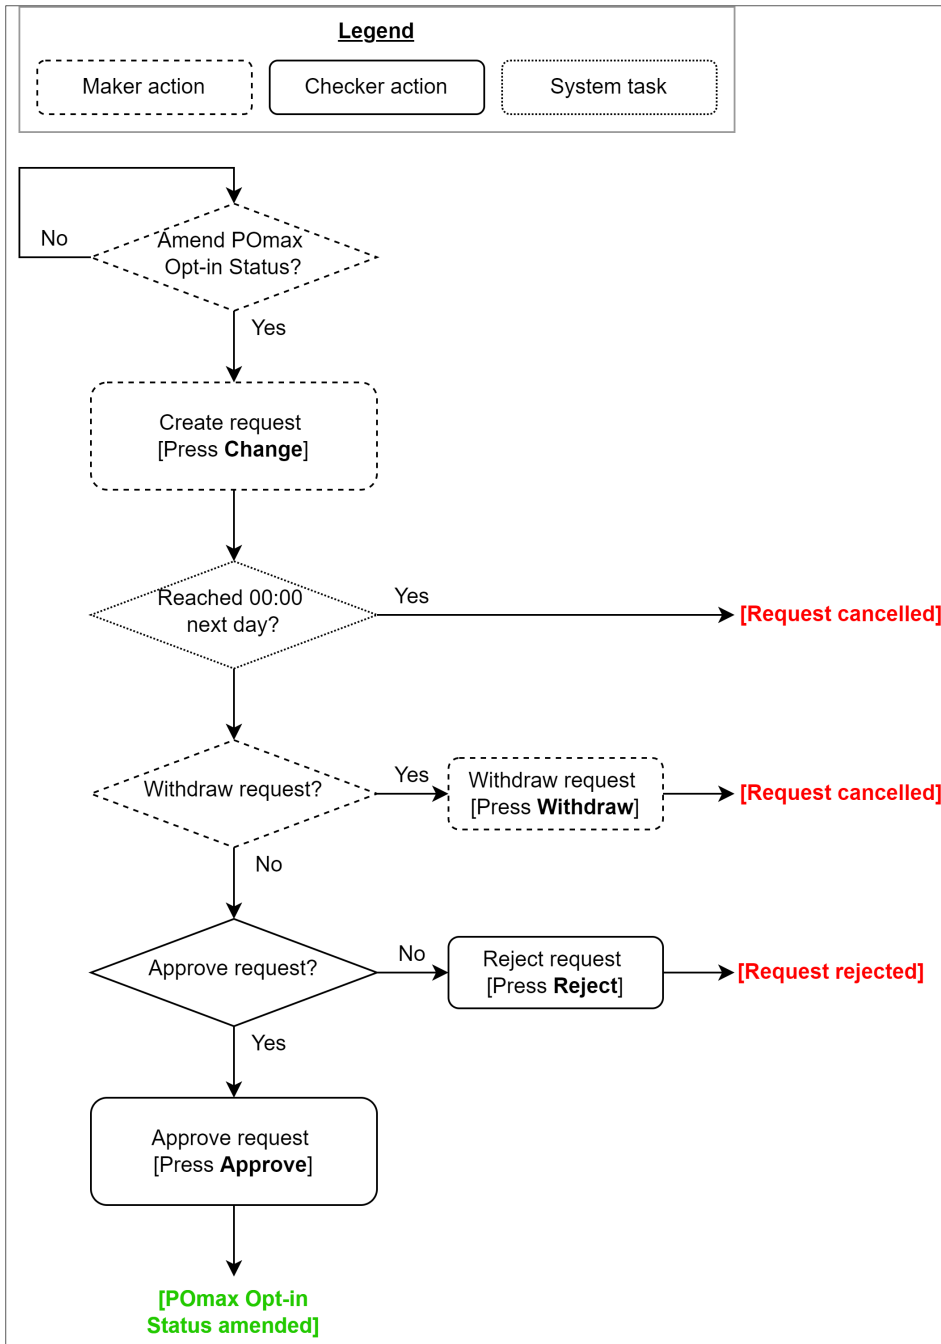 Legend
Maker action
Checker action
System task
No
Amend POmax
Opt-in Status?
Yes
Create request
[Press Change]
Reached 00:00
next day?
Yes
[Request cancelled]
Withdraw request?
Yes
Withdraw request
[Press Withdraw]
[Request cancelled]
No
Approve request?
No
Reject request
[Press Reject]
[Request rejected]
Yes
Approve request
[Press Approve]
[POmax Opt-in
Status amended]